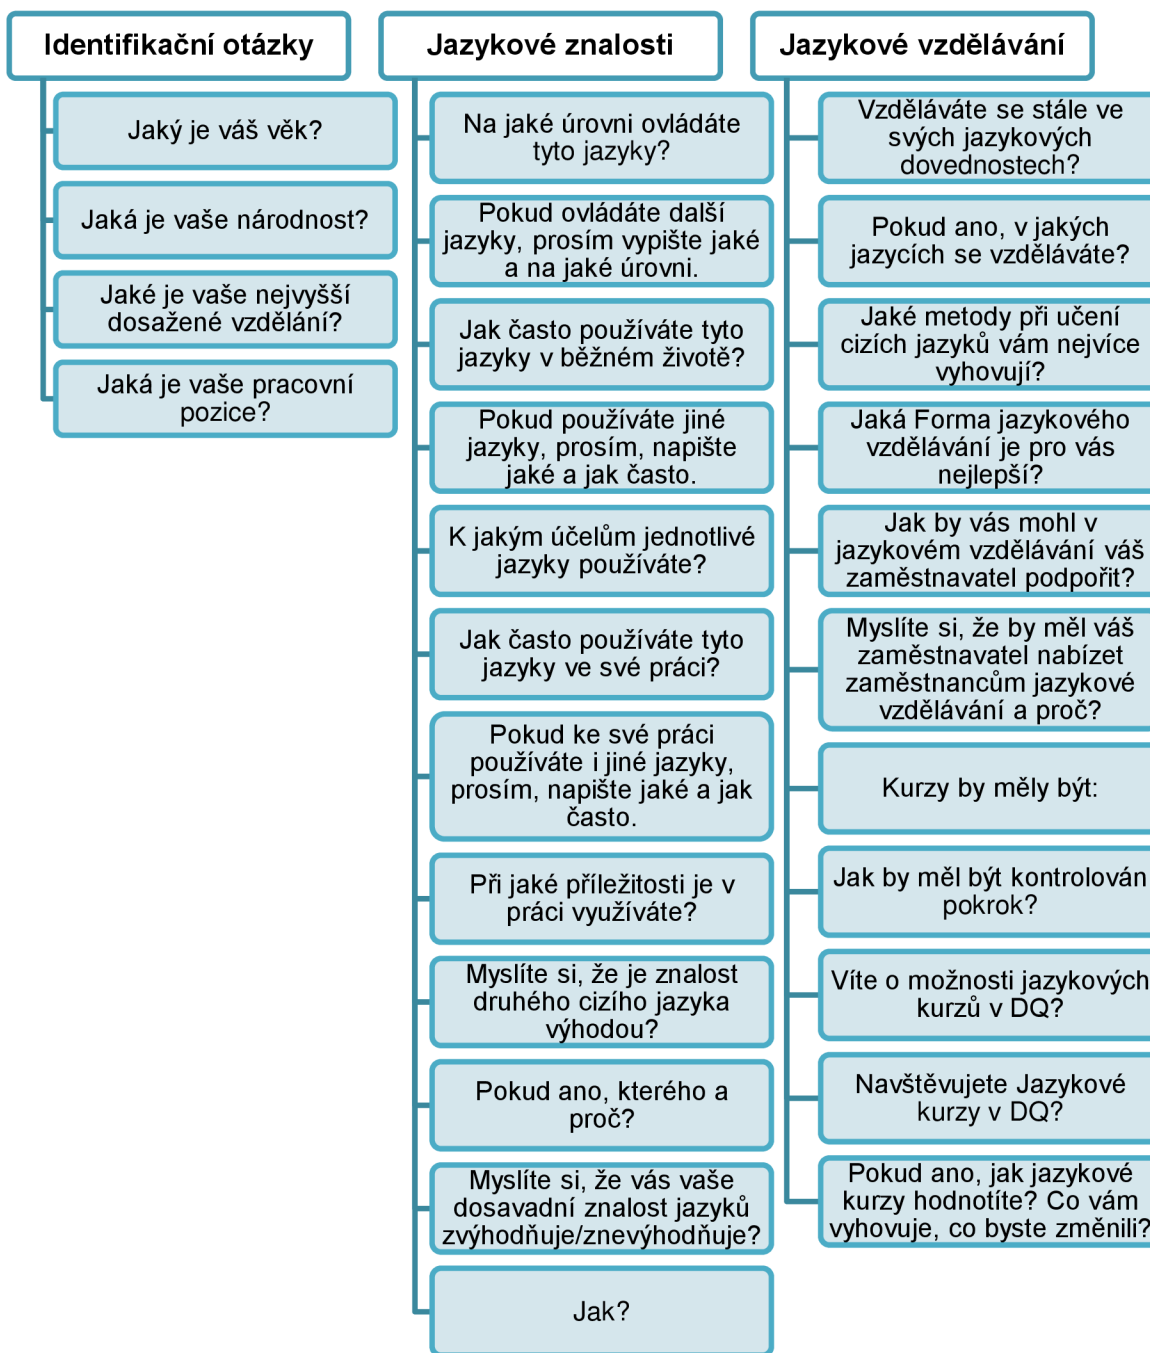 Identifikační otázky
Jaký je váš věk?
Jaká je vaše národnost?
Jaké je vaše nejvyšší
dosažené vzdělání?
Jaká je vaše pracovní
pozice?
Jazykové znalosti
Na jaké úrovni ovládáte
tyto jazyky?
Pokud ovládáte další
jazyky, prosím vypište jaké
a na jaké úrovni.
Jak často používáte tyto
jazyky v běžném životě?
Pokud používáte jiné
jazyky, prosím, napište
jaké a jak často.
K jakým účelům jednotlivé
jazyky používáte?
Jak často používáte tyto
jazyky ve své práci?
Pokud ke své práci
používáte i jiné jazyky,
prosím, napište jaké a jak
často.
Při jaké příležitosti je v
práci využíváte?
Myslíte si, že je znalost
druhého cizího jazyka
výhodou?
Pokud ano, kterého a
proč?
Myslíte si, že vás vaše
dosavadní znalost jazyků
zvýhodňuje/znevýhodňuje?
Jak?
Jazykové vzdělávání
Vzděláváte se stále ve
svých jazykových
dovednostech?
Pokud ano, v jakých
jazycích se vzděláváte?
Jaké metody při učení
cizích jazyků vám nejvíce
vyhovují?
Jaká Forma jazykového
vzdělávání je pro vás
nejlepší?
Jak by vás mohl v
jazykovém vzdělávání váš
zaměstnavatel podpořit?
Myslíte si, že by měl váš
zaměstnavatel nabízet
zaměstnancům jazykové
vzdělávání a proč?
Kurzy by měly být:
Jak by měl být kontrolován
pokrok?
Víte o možnosti jazykových
kurzů v DQ?
Navštěvujete Jazykové
kurzy v DQ?
Pokud ano, jak jazykové
kurzy hodnotíte? Co vám
vyhovuje, co byste změnili?